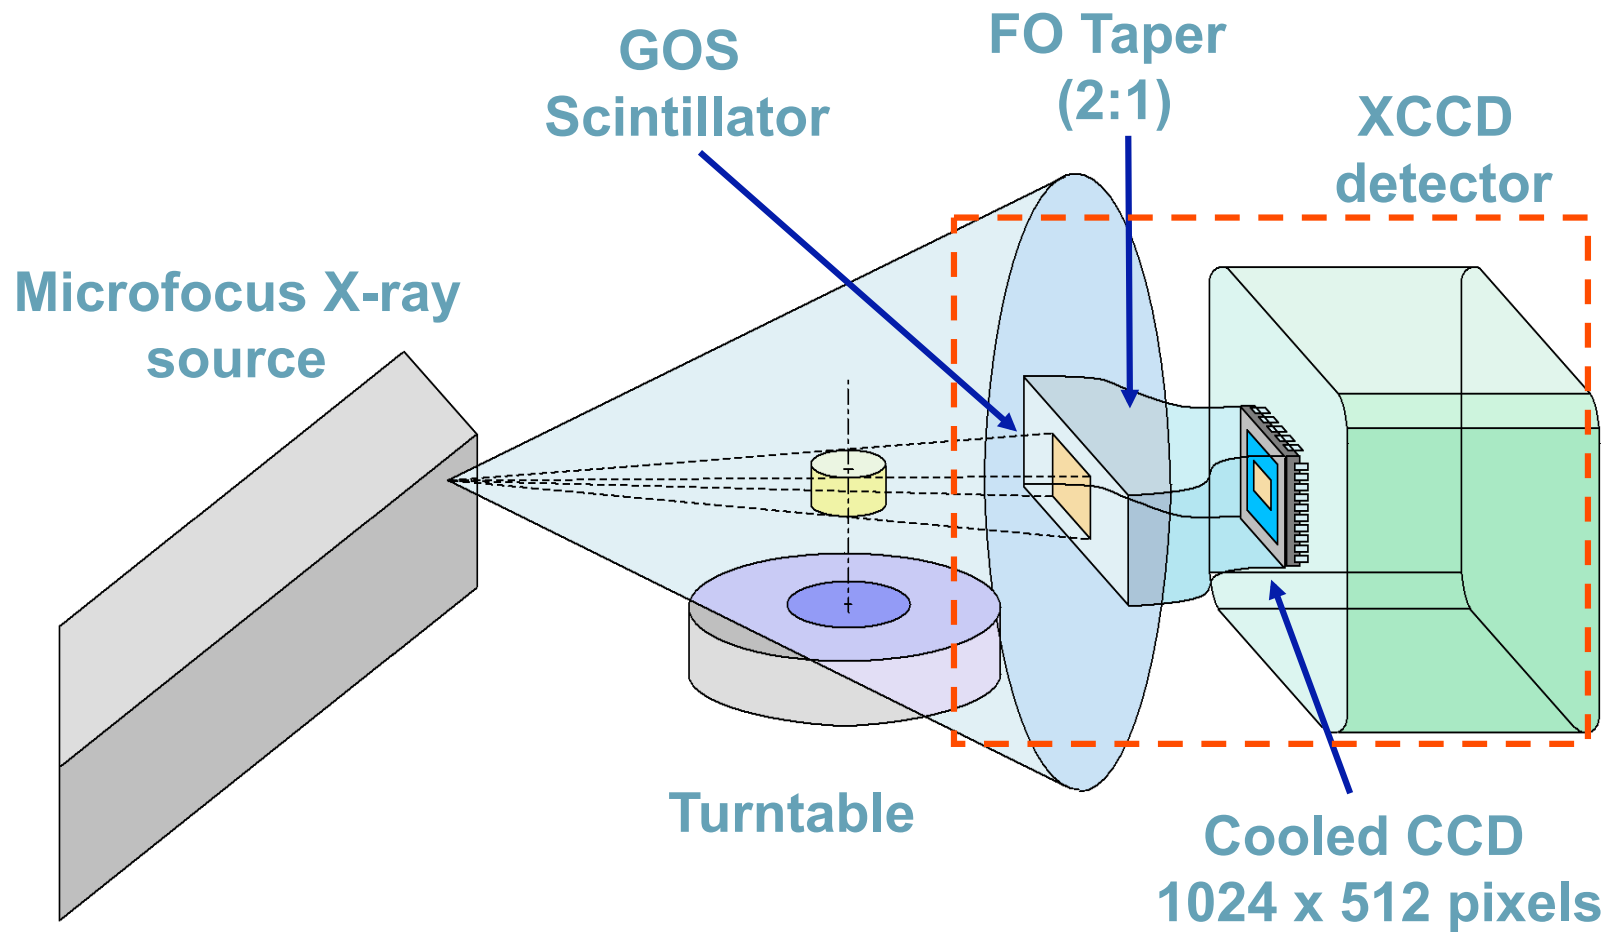 GOS
Scintillator
FO Taper
(2:1)
XCCD
detector
Microfocus X-ray
source
Turntable
Cooled CCD
1024 x 512 pixels